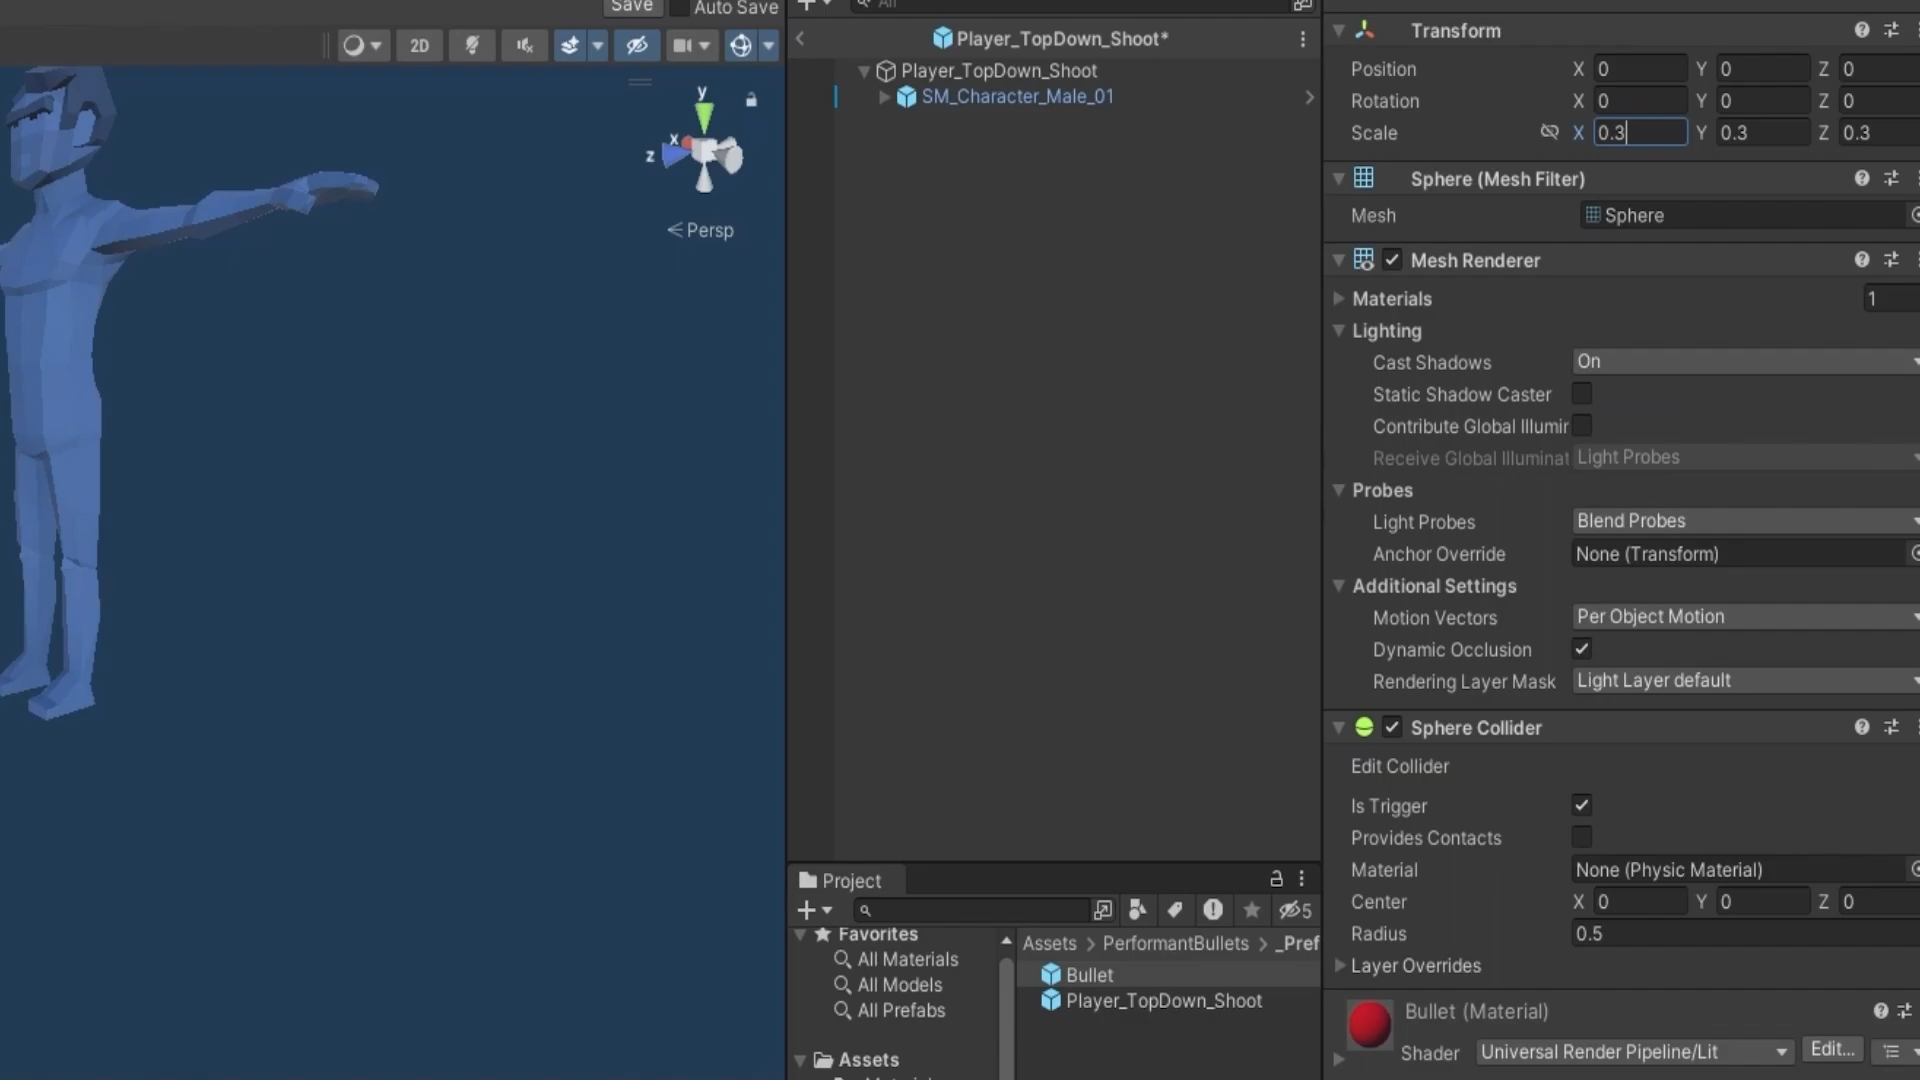 Save
Auto Save
All
2D
Player_TopDown_Shoot*
Player_TopDown_Shoot
SM_Character_Male_01
y
x
z
Persp
Transform
Position X 0 Y 0 Z 0
Rotation X 0 Y 0 Z 0
Scale X 0.3 Y 0.3 Z 0.3
Sphere (Mesh Filter)
Mesh Sphere
Mesh Renderer
Materials 1
Lighting
Cast Shadows On
Static Shadow Caster
Contribute Global Illumir
Receive Global Illuminat Light Probes
Probes
Light Probes Blend Probes
Anchor Override None (Transform)
Additional Settings
Motion Vectors Per Object Motion
Dynamic Occlusion
Rendering Layer Mask Light Layer default
Sphere Collider
Edit Collider
Is Trigger
Provides Contacts
Material None (Physic Material)
Center X 0 Y 0 Z 0
Radius 0.5
Layer Overrides
Bullet (Material)
Shader Universal Render Pipeline/Lit Edit...
Project
5
Favorites
All Materials
All Models
All Prefabs
Assets
Assets > PerformantBullets > _Pref
Bullet
Player_TopDown_Shoot